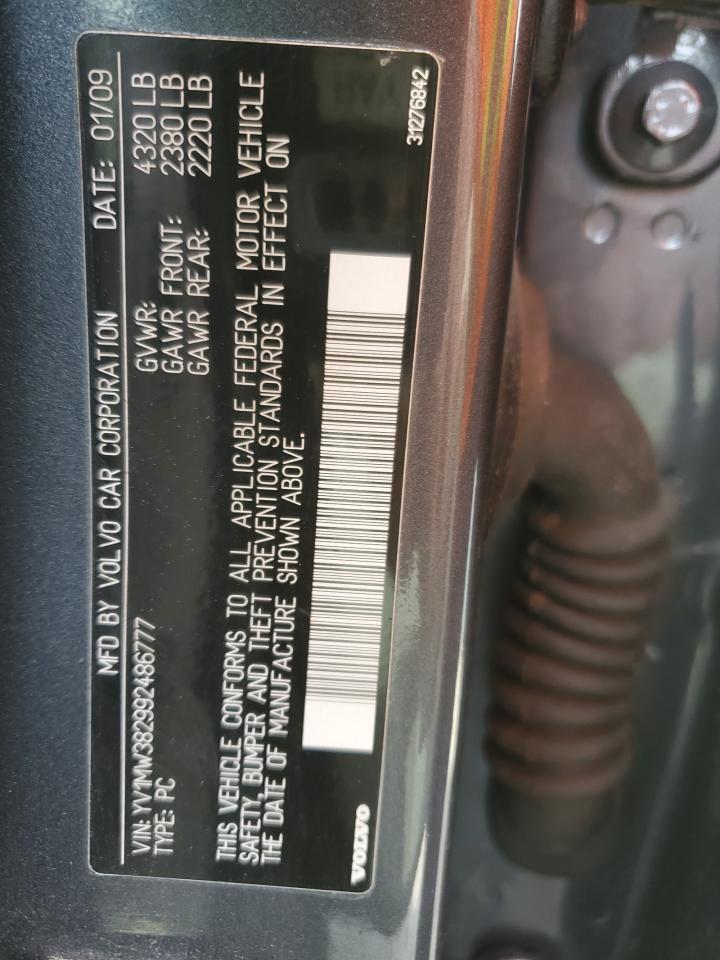 MFD BY VOLVO CAR CORPORATION DATE: 01/09
VIN: YV1MW382992486777 GVWR: 4320 LB
TYPE: PC GAWR FRONT: 2380 LB
GAWR REAR: 2220 LB
THIS VEHICLE CONFORMS TO ALL APPLICABLE FEDERAL MOTOR VEHICLE
SAFETY, BUMPER AND THEFT PREVENTION STANDARDS IN EFFECT ON
THE DATE OF MANUFACTURE SHOWN ABOVE.
VOLVO 31276842